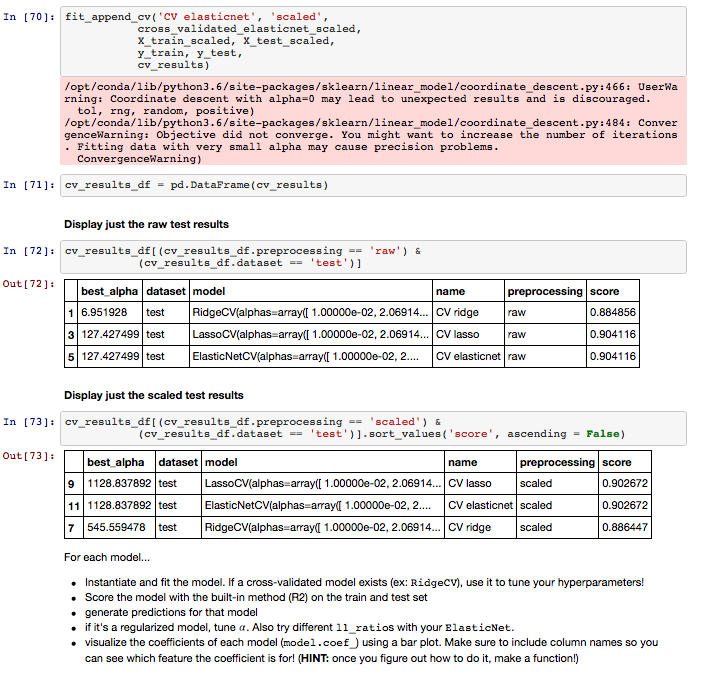 In [70]: fit_append_cv('CV elasticnet', 'scaled',
cross_validated_elasticnet_scaled,
X_train_scaled, X_test_scaled,
y_train, y_test,
cv_results)
/opt/conda/lib/python3.6/site-packages/sklearn/linear_model/coordinate_descent.py:466: UserWa
rning: Coordinate descent with alpha=0 may lead to unexpected results and is discouraged.
tol, rng, random, positive)
/opt/conda/lib/python3.6/site-packages/sklearn/linear_model/coordinate_descent.py:484: Conver
genceWarning: Objective did not converge. You might want to increase the number of iterations
. Fitting data with very small alpha may cause precision problems.
ConvergenceWarning)
In [71]: cv_results_df = pd.DataFrame(cv_results)
Display just the raw test results
In [72]: cv_results_df[(cv_results_df.preprocessing == 'raw') &
(cv_results_df.dataset == 'test')]
Out[72]:
best_alpha dataset model name preprocessing score
1 6.951928 test RidgeCV(alphas=array([ 1.00000e-02, 2.06914... CV ridge raw 0.884856
3 127.427499 test LassoCV(alphas=array([ 1.00000e-02, 2.06914... CV lasso raw 0.904116
5 127.427499 test ElasticNetCV(alphas=array([ 1.00000e-02, 2.... CV elasticnet raw 0.904116
Display just the scaled test results
In [73]: cv_results_df[(cv_results_df.preprocessing == 'scaled') &
(cv_results_df.dataset == 'test')].sort_values('score', ascending = False)
Out[73]:
best_alpha dataset model name preprocessing score
9 1128.837892 test LassoCV(alphas=array([ 1.00000e-02, 2.06914... CV lasso scaled 0.902672
11 1128.837892 test ElasticNetCV(alphas=array([ 1.00000e-02, 2.... CV elasticnet scaled 0.902672
7 545.559478 test RidgeCV(alphas=array([ 1.00000e-02, 2.06914... CV ridge scaled 0.886447
For each model...
• Instantiate and fit the model. If a cross-validated model exists (ex: RidgeCV), use it to tune your hyperparameters!
• Score the model with the built-in method (R2) on the train and test set
• generate predictions for that model
• if it's a regularized model, tune α. Also try different l1_ratios with your ElasticNet.
• visualize the coefficients of each model (model.coef_) using a bar plot. Make sure to include column names so you
can see which feature the coefficient is for! (HINT: once you figure out how to do it, make a function!)